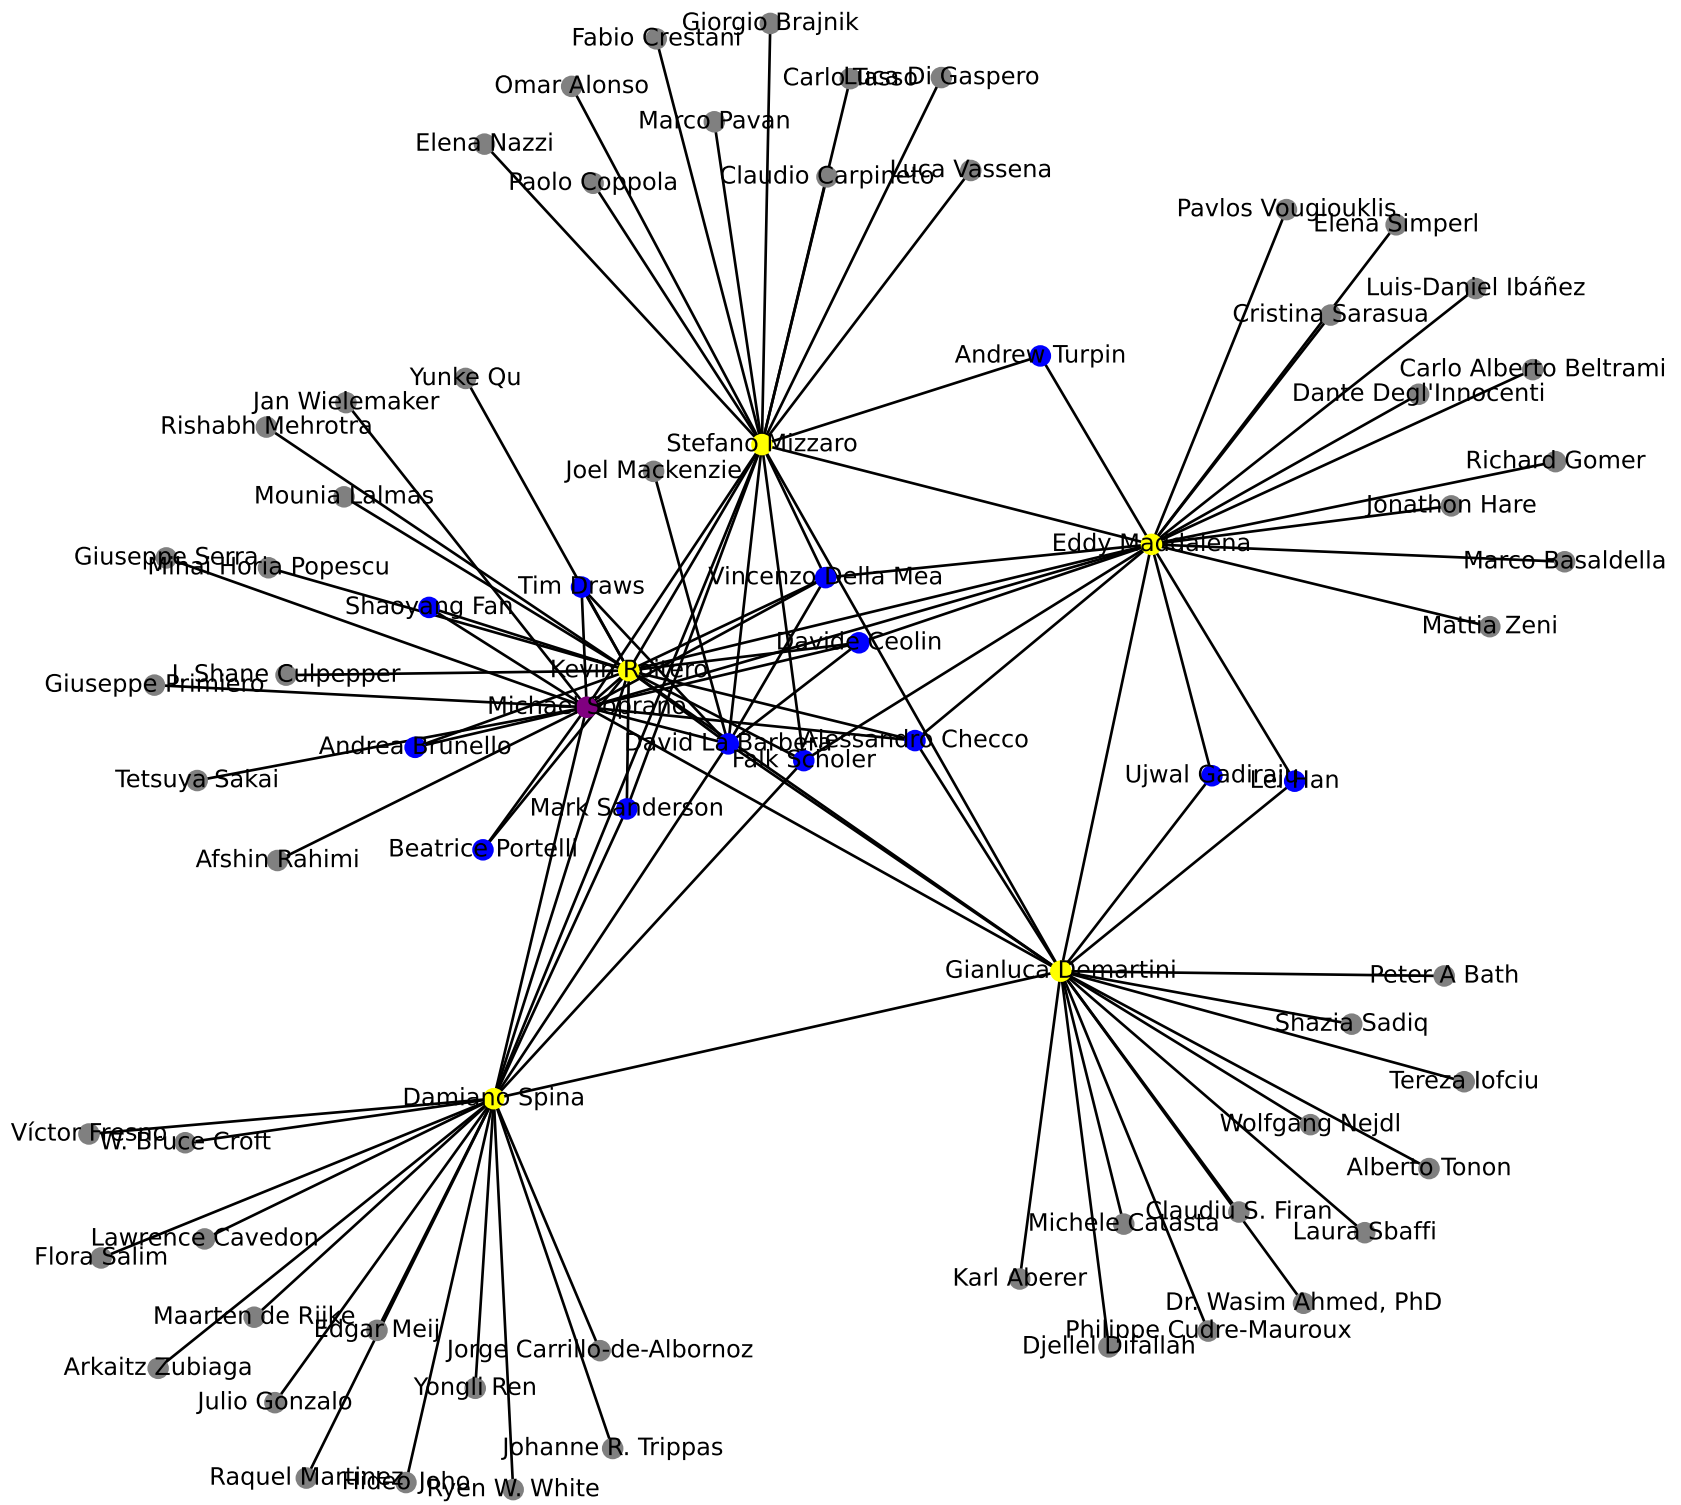 Giorgio Brajnik
Fabio Crestani
Carlo Tasso
Luca Di Gaspero
Omar Alonso
Marco Pavan
Elena Nazzi
Claudio Carpineto
Luca Vassena
Paolo Coppola
Pavlos Vougiouklis
Elena Simperl
Luis-Daniel Ibáñez
Cristina Sarasua
Andrew Turpin
Carlo Alberto Beltrami
Yunke Qu
Dante Degl'Innocenti
Jan Wielemaker
Rishabh Mehrotra
Stefano Mizzaro
Richard Gomer
Joel Mackenzie
Mounia Lalmas
Jonathon Hare
Eddy Maddalena
Giuseppe Serra
Marco Basaldella
Mihai Horia Popescu
Vincenzo Della Mea
Tim Draws
Shaoyang Fan
Mattia Zeni
Davide Ceolin
Kevin Roitero
J. Shane Culpepper
Giuseppe Primiero
Michael Soprano
Alessandro Checco
David La Barbera
Andrea Brunello
Falk Scholer
Ujwal Gadiraju
Lei Han
Tetsuya Sakai
Mark Sanderson
Beatrice Portelli
Afshin Rahimi
Gianluca Demartini
Peter A Bath
Shazia Sadiq
Tereza Iofciu
Damiano Spina
Wolfgang Nejdl
Víctor Fresno
W. Bruce Croft
Alberto Tonon
Claudiu S. Firan
Michele Catasta
Laura Sbaffi
Lawrence Cavedon
Flora Salim
Karl Aberer
Dr. Wasim Ahmed, PhD
Maarten de Rijke
Edgar Meij
Philippe Cudre-Mauroux
Djellel Difallah
Jorge Carrillo-de-Albornoz
Arkaitz Zubiaga
Yongli Ren
Julio Gonzalo
Johanne R. Trippas
Raquel Martinez
Hideo Joho
Ryen W. White